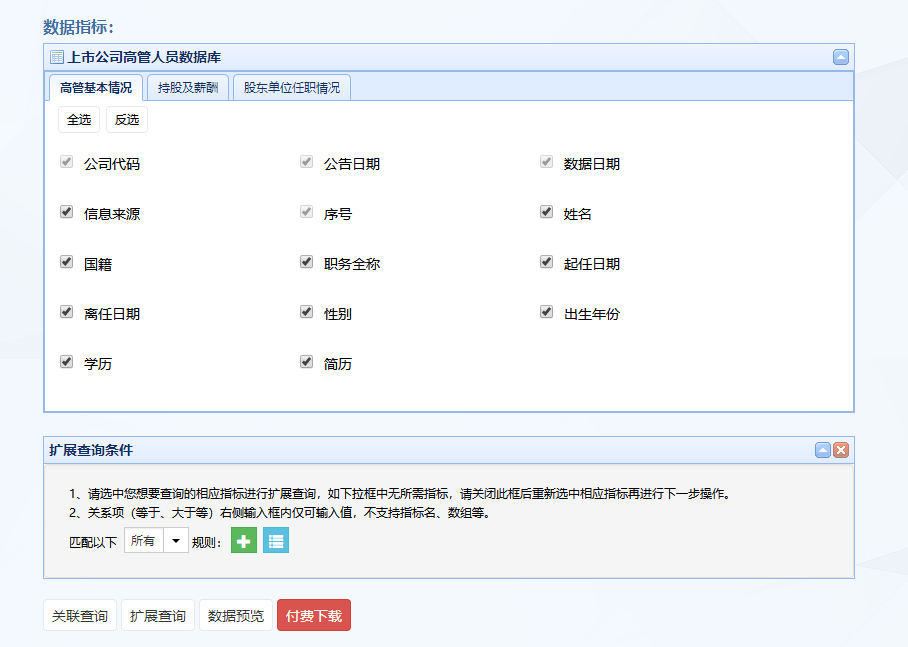 数据指标：
上市公司高管人员数据库
高管基本情况 持股及薪酬 股东单位任职情况
全选 反选
公司代码 公告日期 数据日期
信息来源 序号 姓名
国籍 职务全称 起任日期
离任日期 性别 出生年份
学历 简历
扩展查询条件
1、请选中您想要查询的相应指标进行扩展查询，如下拉框中无所需指标，请关闭此框后重新选中相应指标再进行下一步操作。
2、关系项（等于、大于等）右侧输入框内仅可输入值，不支持指标名、数组等。
匹配以下 所有 规则：
关联查询 扩展查询 数据预览 付费下载